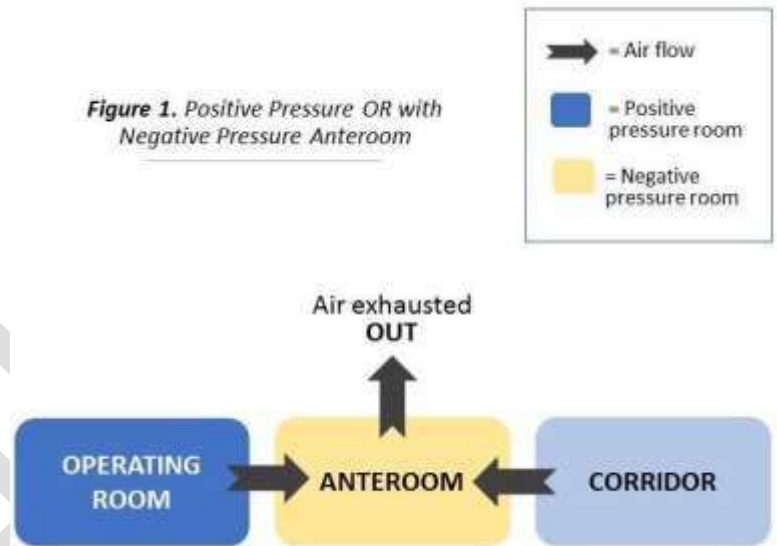 Figure 1. Positive Pressure OR with
Negative Pressure Anteroom
= Air flow
= Positive
pressure room
= Negative
pressure room
Air exhausted
OUT
OPERATING
ROOM
ANTEROOM
CORRIDOR